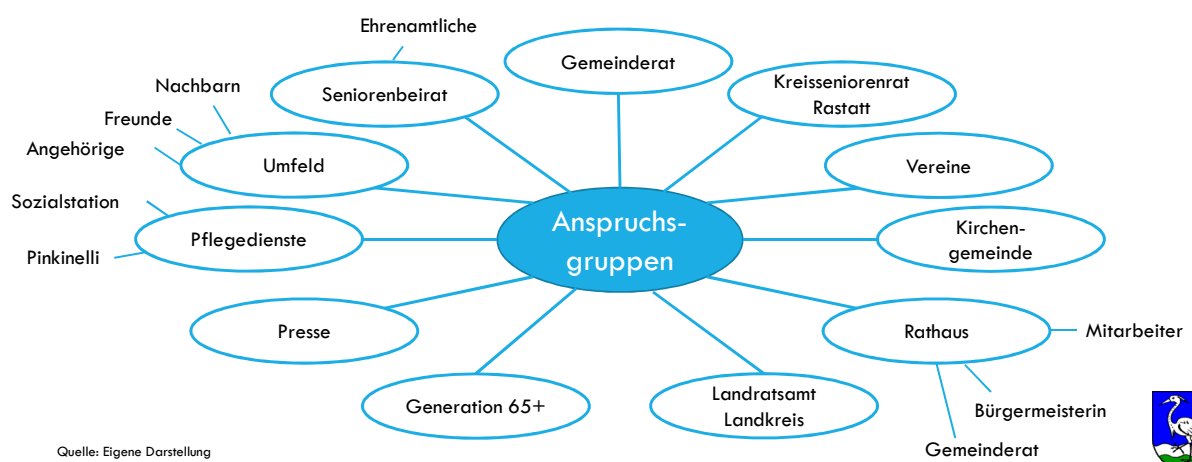 Ehrenamtliche
Gemeinderat
Kreisseniorenrat
Rastatt
Seniorenbeirat
Nachbarn
Freunde
Angehörige
Umfeld
Vereine
Sozialstation
Pflegedienste
Pinkinelli
Anspruchs-
gruppen
Kirchen-
gemeinde
Presse
Rathaus
Mitarbeiter
Generation 65+
Landratsamt
Landkreis
Bürgermeisterin
Gemeinderat
Quelle: Eigene Darstellung